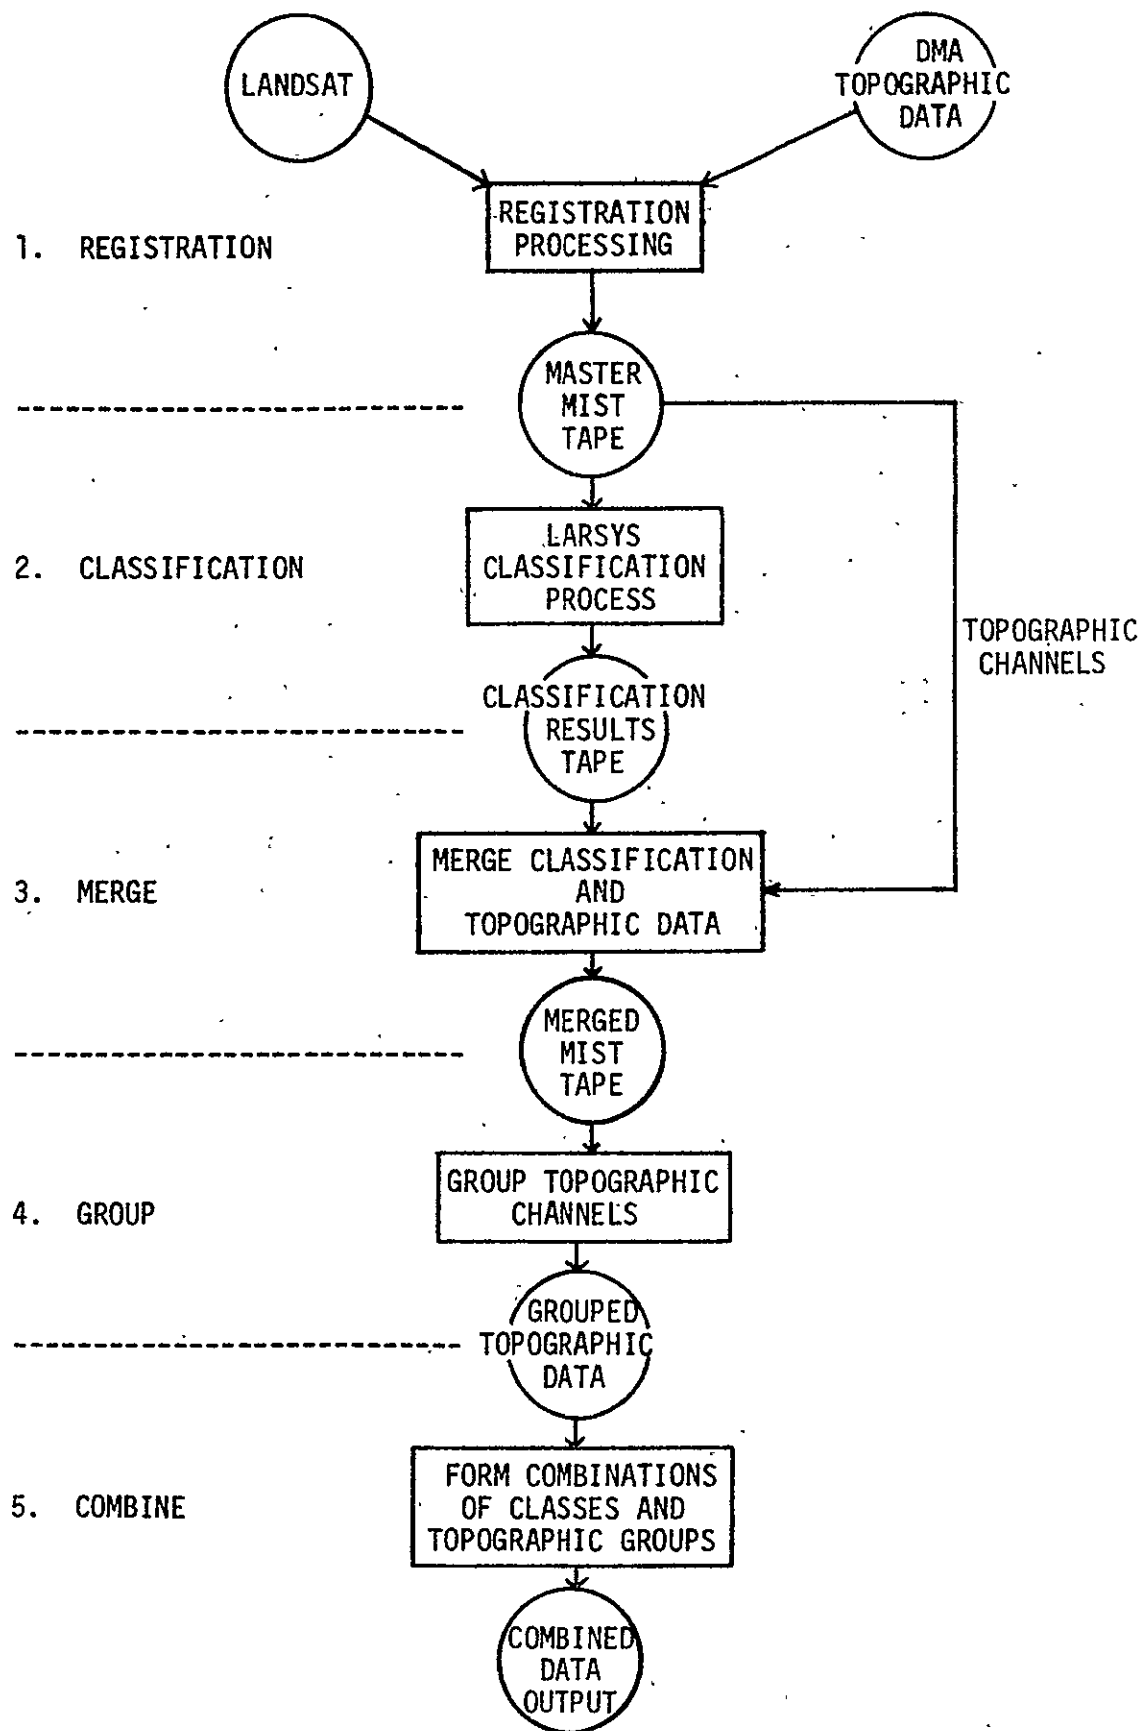 LANDSAT
DMA
TOPOGRAPHIC
DATA
1. REGISTRATION
REGISTRATION
PROCESSING
MASTER
MIST
TAPE
2. CLASSIFICATION
LARSYS
CLASSIFICATION
PROCESS
TOPOGRAPHIC
CHANNELS
CLASSIFICATION
RESULTS
TAPE
3. MERGE
MERGE CLASSIFICATION
AND
TOPOGRAPHIC DATA
MERGED
MIST
TAPE
4. GROUP
GROUP TOPOGRAPHIC
CHANNELS
GROUPED
TOPOGRAPHIC
DATA
5. COMBINE
FORM COMBINATIONS
OF CLASSES AND
TOPOGRAPHIC GROUPS
COMBINED
DATA
OUTPUT